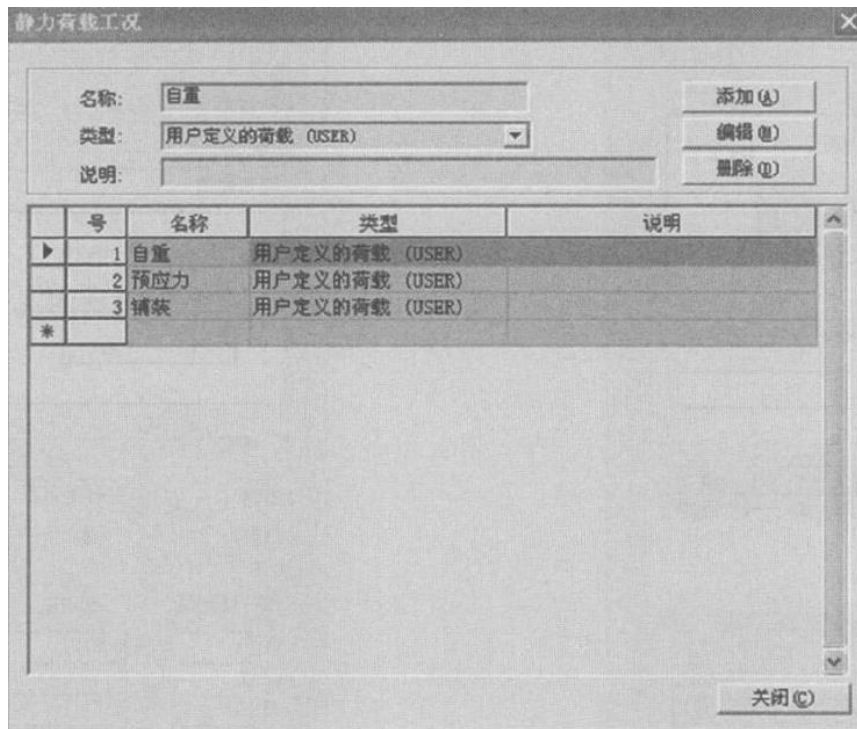 静力荷载工况
名称: 自重 添加(A)
类型: 用户定义的荷载 (USER) 编辑(M)
说明: 删除(D)
号 名称 类型 说明
1 自重 用户定义的荷载 (USER)
2 预应力 用户定义的荷载 (USER)
3 铺装 用户定义的荷载 (USER)
*
关闭(C)